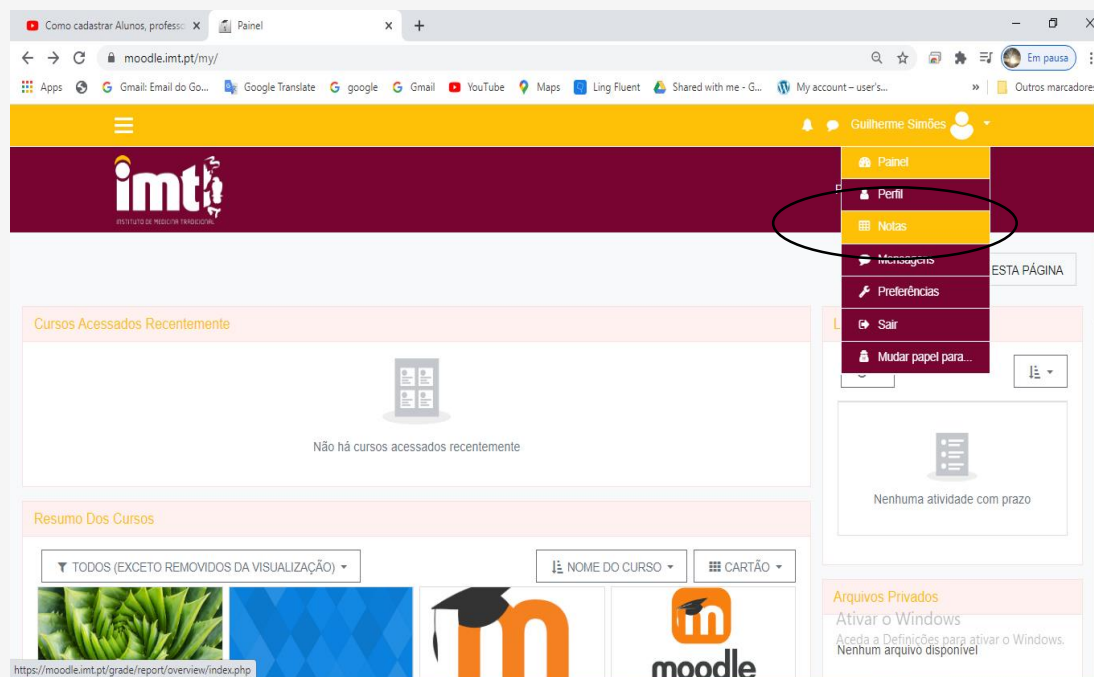 Como cadastrar Alunos, professo
Painel
moodle.imt.pt/my/
Em pausa
Apps
Gmail: Email do Go...
Google Translate
google
Gmail
YouTube
Maps
Ling Fluent
Shared with me - G...
My account – user's...
»
Outros marcadores
Guilherme Simões
imt
INSTITUTO DE MEDICINA TRADICIONAL
P
Painel
Perfil
Notas
Mensagens
Preferências
Sair
Mudar papel para...
ESTA PÁGINA
Cursos Acessados Recentemente
Não há cursos acessados recentemente
L
Nenhuma atividade com prazo
Resumo Dos Cursos
TODOS (EXCETO REMOVIDOS DA VISUALIZAÇÃO)
NOME DO CURSO
CARTÃO
m
moodle
Arquivos Privados
Ativar o Windows
Aceda a Definições para ativar o Windows.
Nenhum arquivo disponível
https://moodle.imt.pt/grade/report/overview/index.php